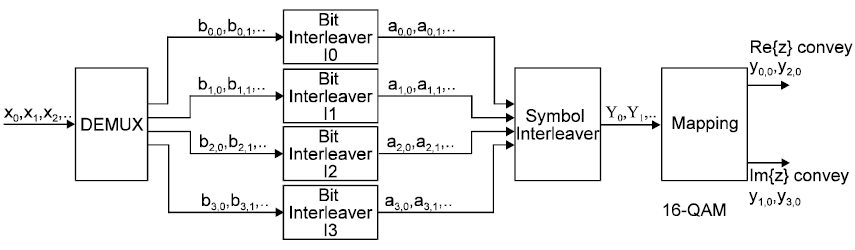 x0,x1,x2,..
DEMUX
b0,0,b0,1,..
Bit
Interleaver
I0
a0,0,a0,1,..
b1,0,b1,1,..
Bit
Interleaver
I1
a1,0,a1,1,..
b2,0,b2,1,..
Bit
Interleaver
I2
a2,0,a2,1,..
b3,0,b3,1,..
Bit
Interleaver
I3
a3,0,a3,1,..
Symbol
Interleaver
Y0,Y1,..
Mapping
16-QAM
Re{z} convey
y0,0,y2,0
Im{z} convey
y1,0,y3,0